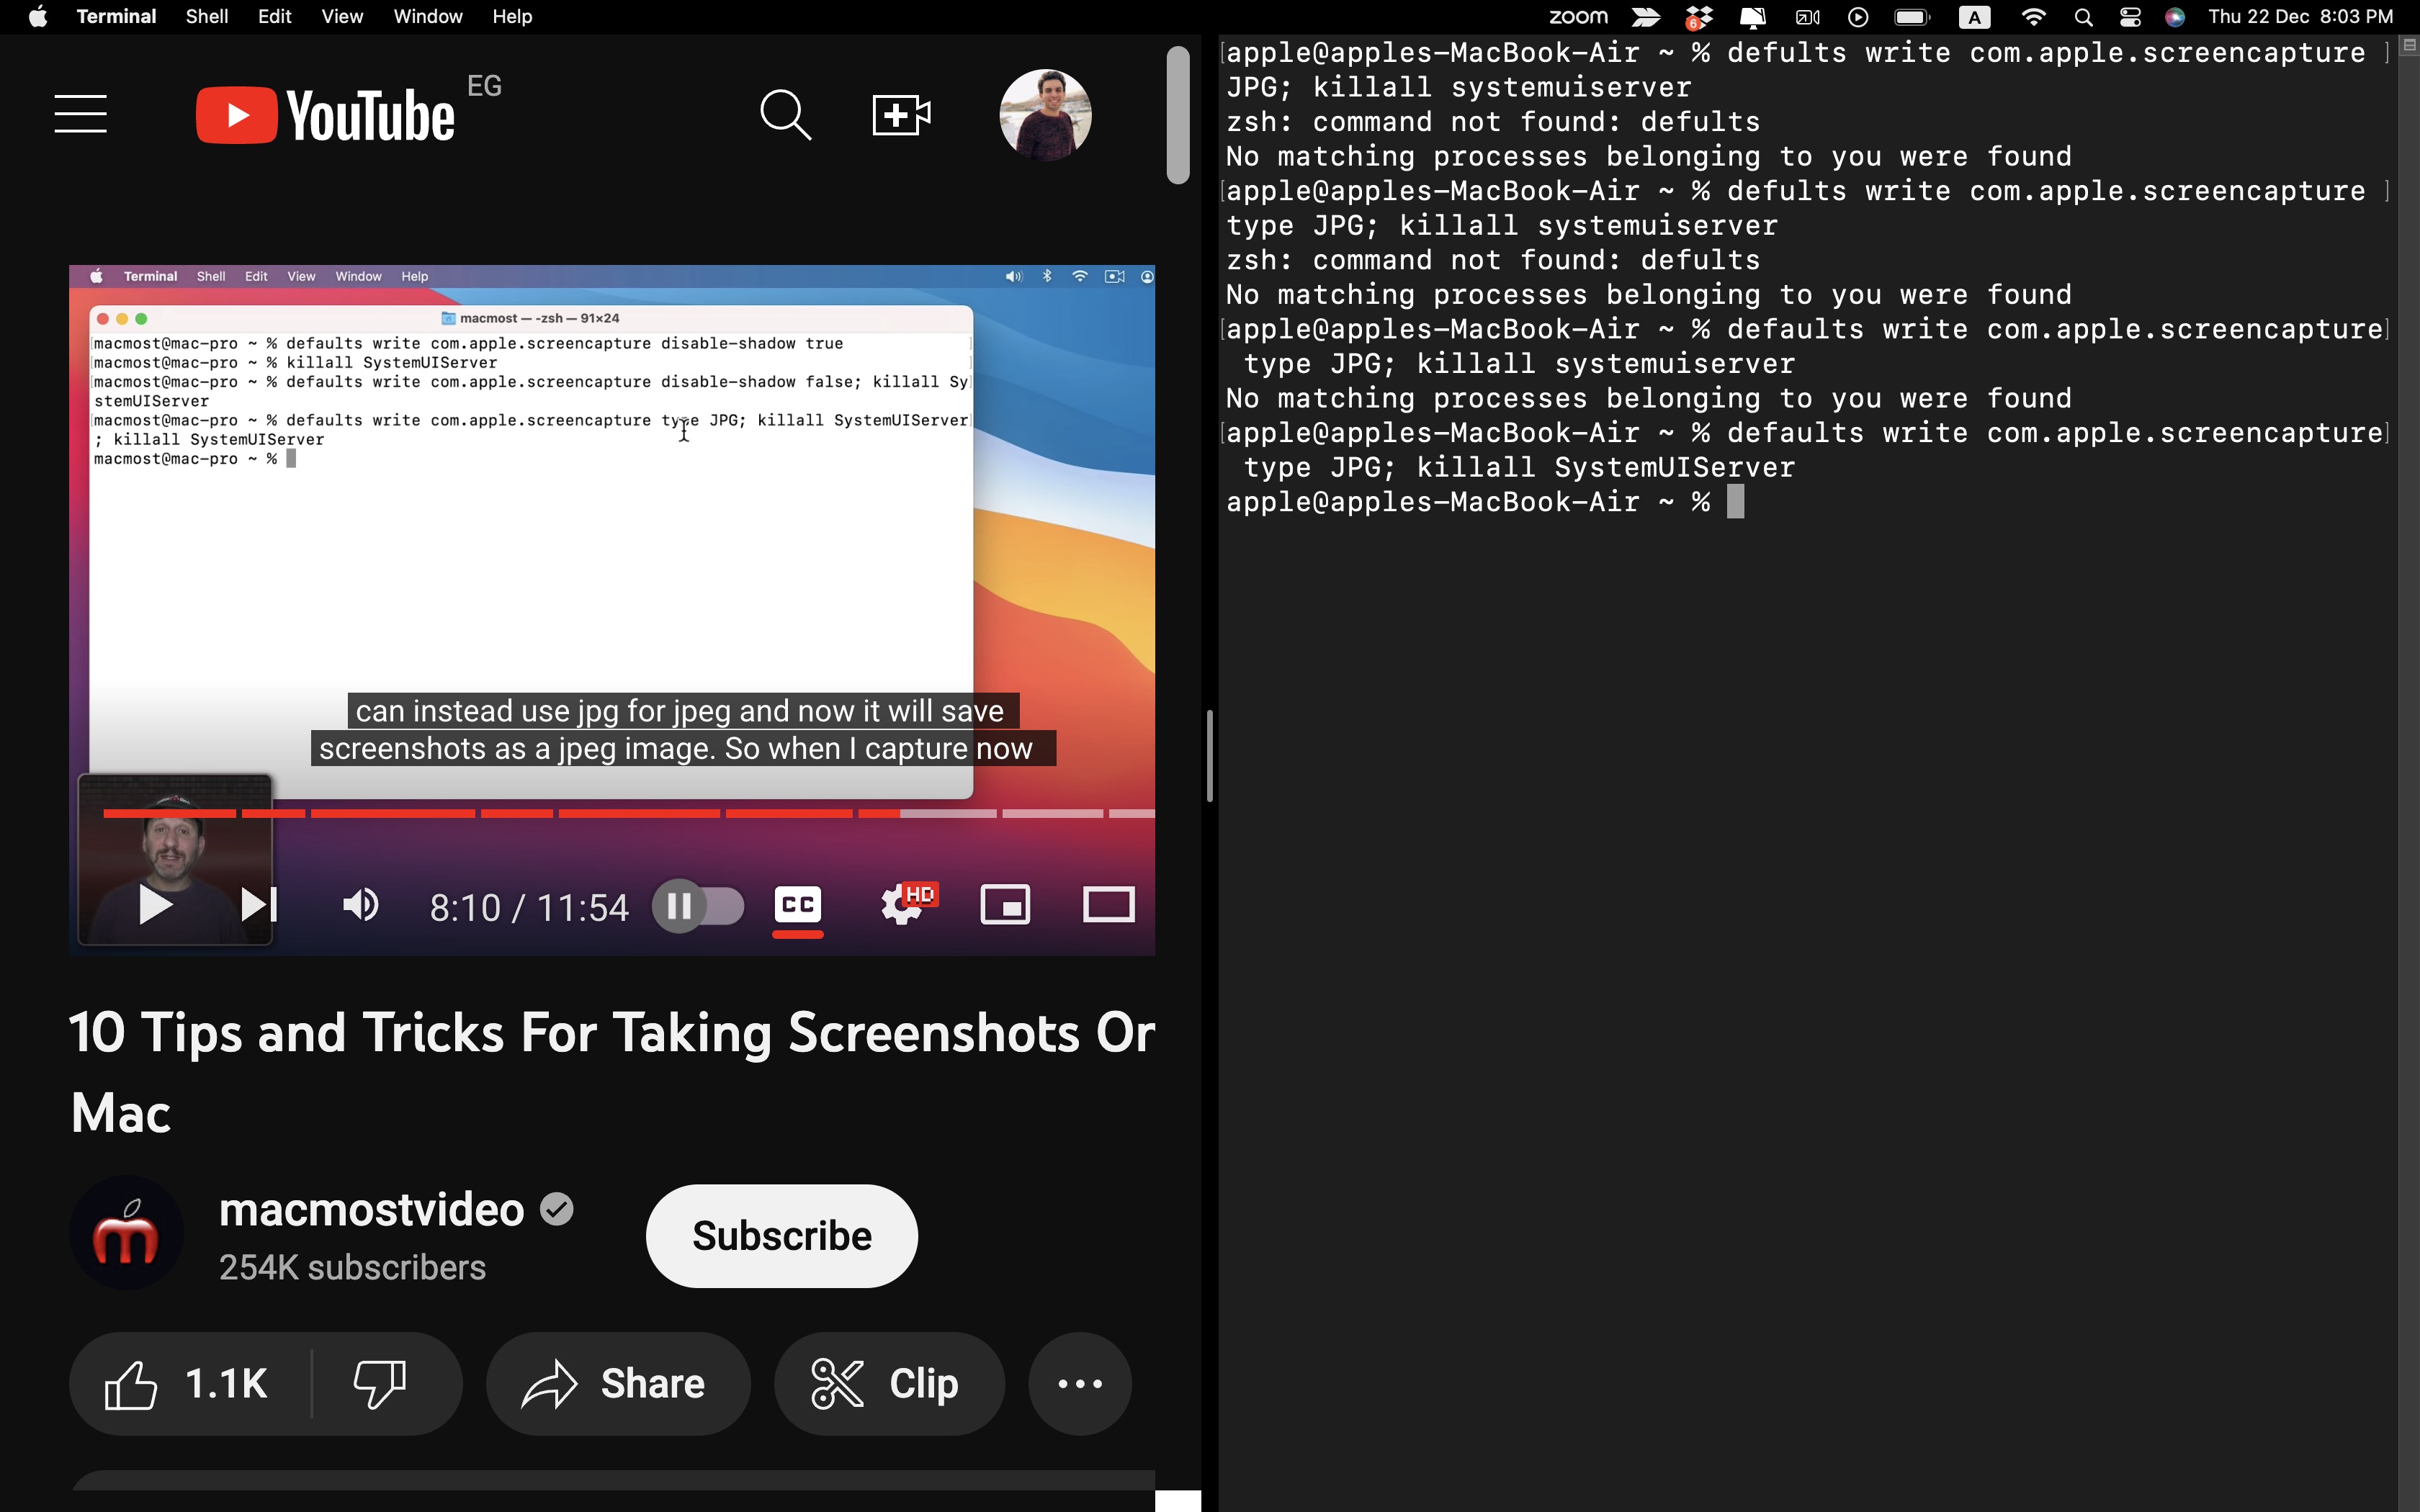 Terminal Shell Edit View Window Help
zoom 6 A Thu 22 Dec 8:03 PM
YouTube EG
Terminal Shell Edit View Window Help
macmost — -zsh — 91×24
[macmost@mac-pro ~ % defaults write com.apple.screencapture disable-shadow true ]
[macmost@mac-pro ~ % killall SystemUIServer ]
[macmost@mac-pro ~ % defaults write com.apple.screencapture disable-shadow false; killall Sy]
stemUIServer
[macmost@mac-pro ~ % defaults write com.apple.screencapture type JPG; killall SystemUIServer]
; killall SystemUIServer
macmost@mac-pro ~ %
can instead use jpg for jpeg and now it will save
screenshots as a jpeg image. So when I capture now
8:10 / 11:54 CC HD
10 Tips and Tricks For Taking Screenshots On
Mac
macmostvideo
254K subscribers
Subscribe
1.1K Share Clip
[apple@apples-MacBook-Air ~ % defults write com.apple.screencapture ]
JPG; killall systemuiserver
zsh: command not found: defults
No matching processes belonging to you were found
[apple@apples-MacBook-Air ~ % defults write com.apple.screencapture ]
type JPG; killall systemuiserver
zsh: command not found: defults
No matching processes belonging to you were found
[apple@apples-MacBook-Air ~ % defaults write com.apple.screencapture]
 type JPG; killall systemuiserver
No matching processes belonging to you were found
[apple@apples-MacBook-Air ~ % defaults write com.apple.screencapture]
 type JPG; killall SystemUIServer
apple@apples-MacBook-Air ~ %